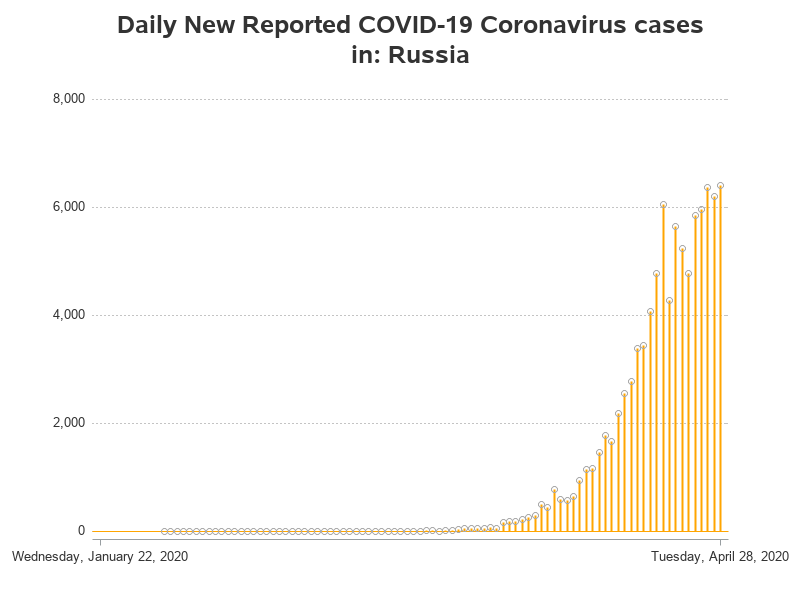 Daily New Reported COVID-19 Coronavirus cases
in: Russia
8,000
6,000
4,000
2,000
0
Wednesday, January 22, 2020
Tuesday, April 28, 2020